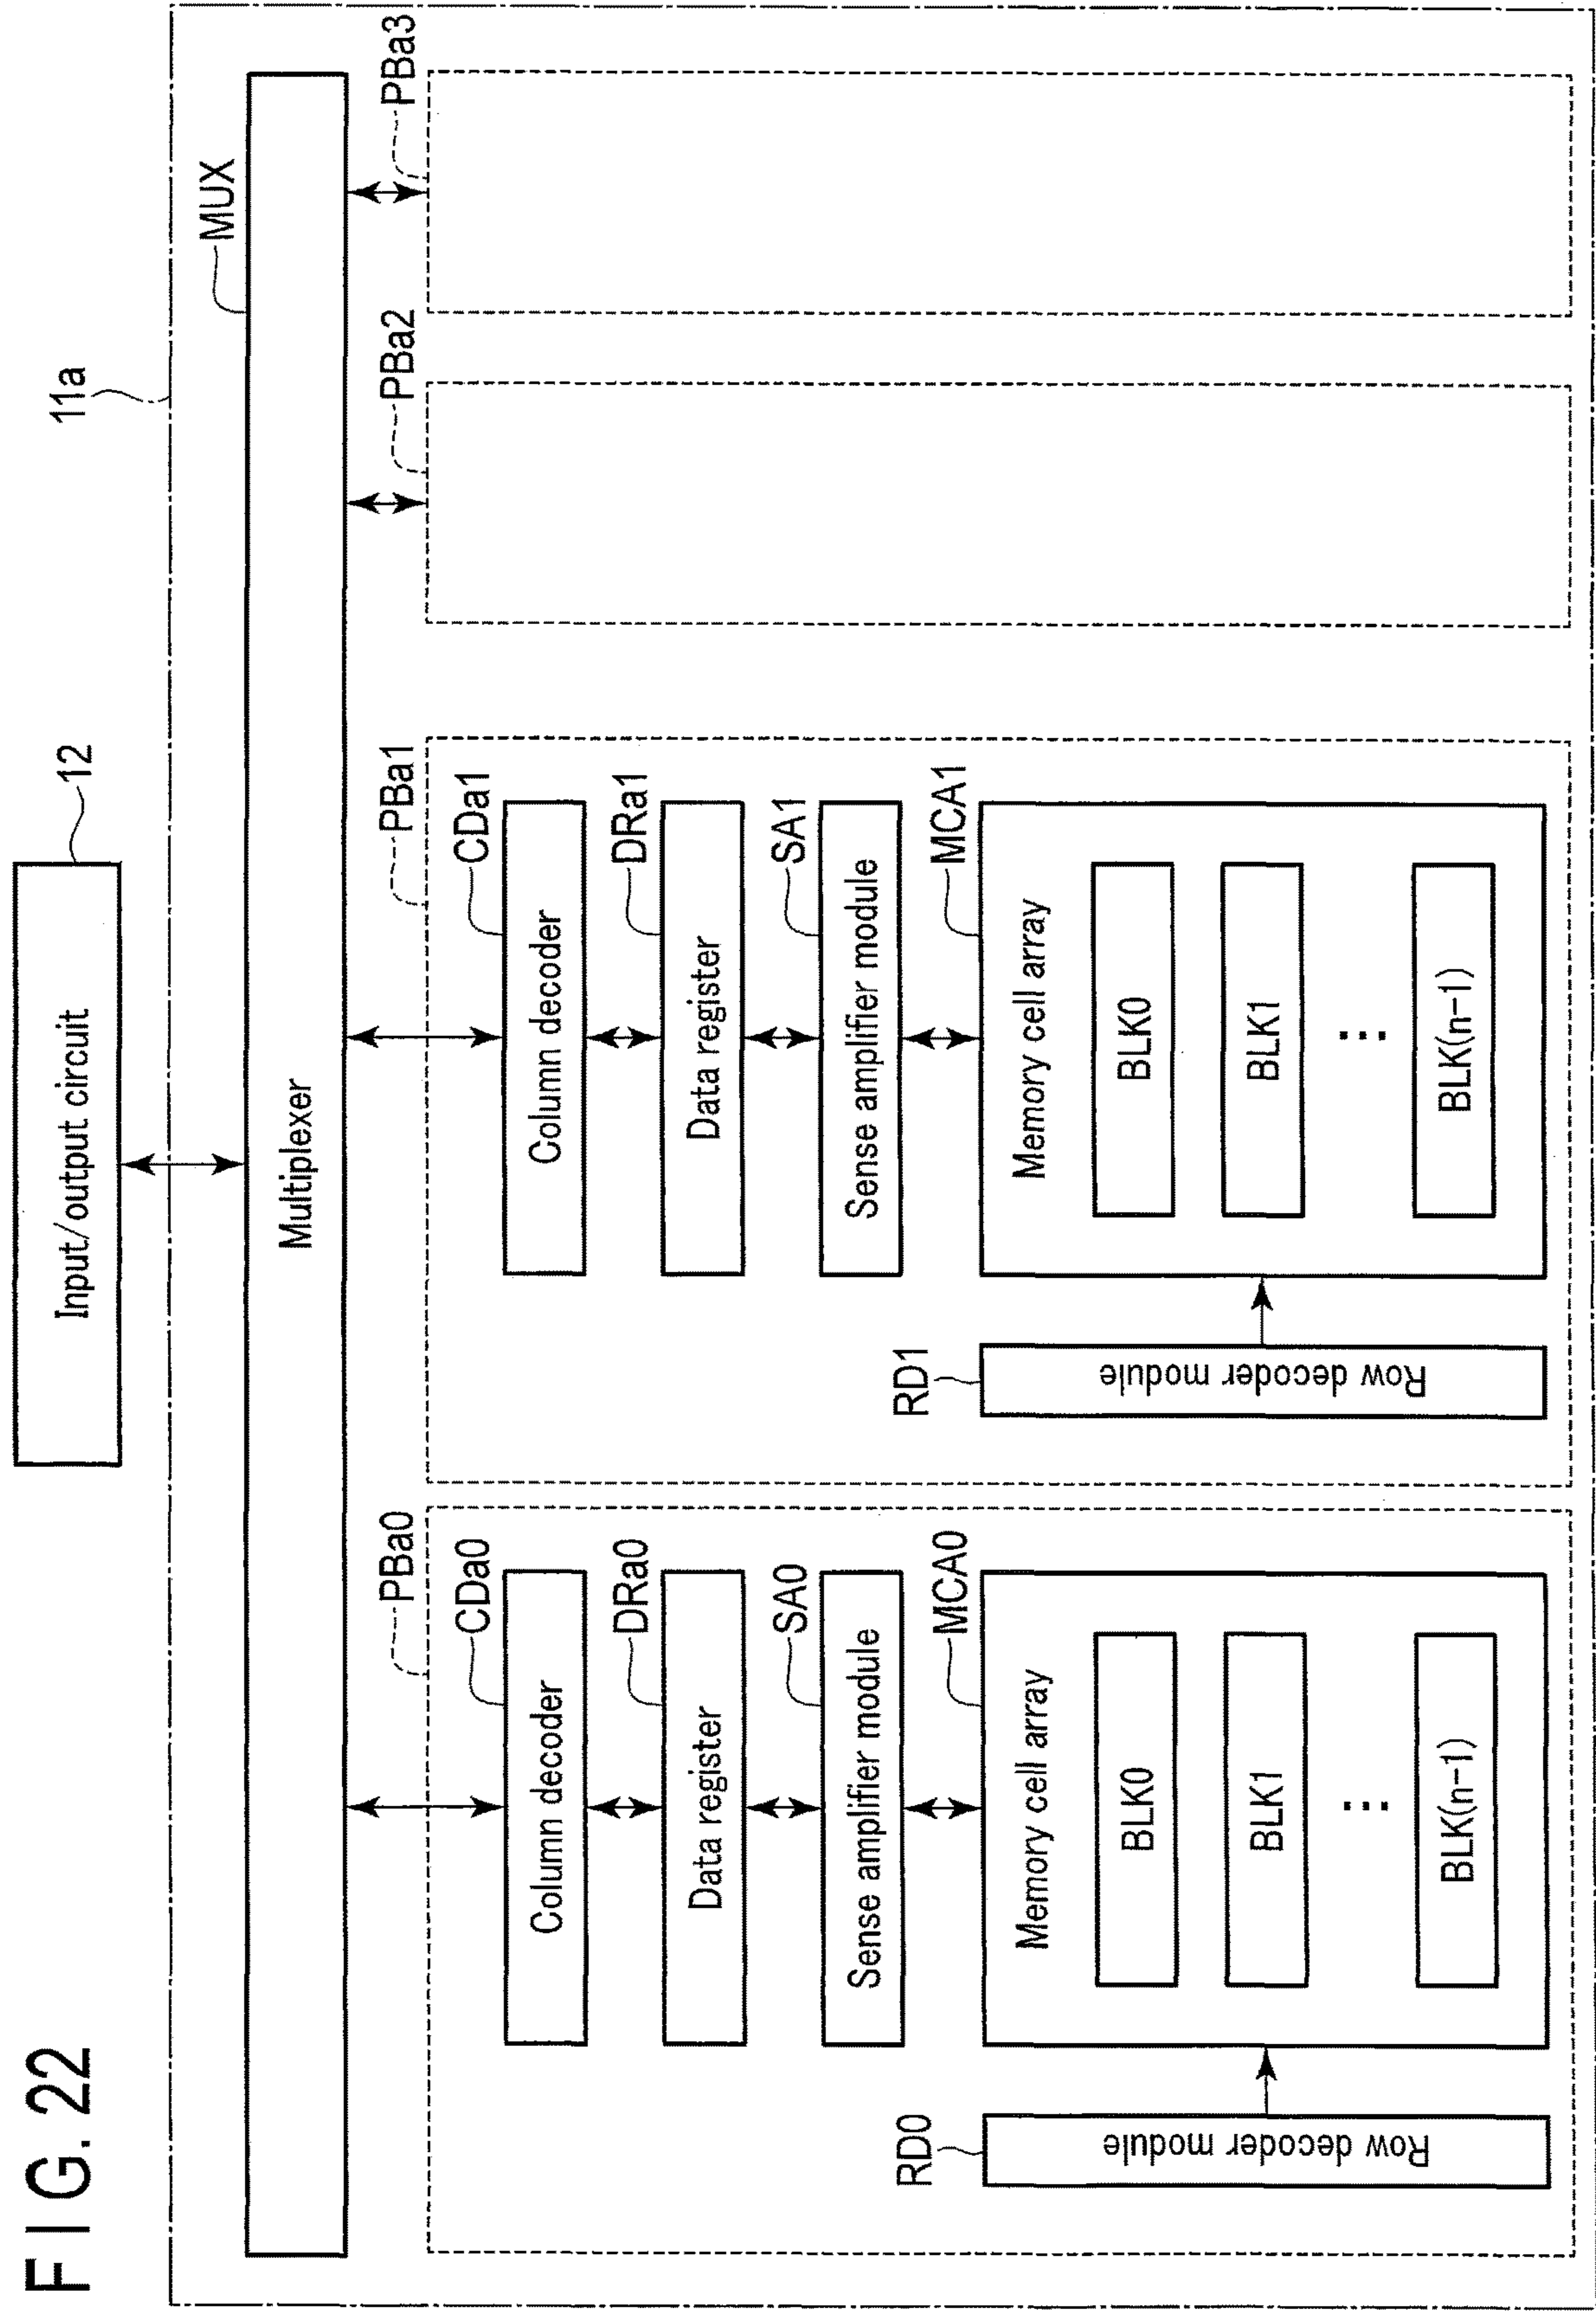 FIG. 22
Input/output circuit
12
11a
MUX
Multiplexer
PBa0
CDa0
Column decoder
DRa0
Data register
SA0
Sense amplifier module
MCA0
Memory cell array
BLK0
BLK1
⋯
BLK(n-1)
RD0
Row decoder module
PBa1
CDa1
Column decoder
DRa1
Data register
SA1
Sense amplifier module
MCA1
Memory cell array
BLK0
BLK1
⋯
BLK(n-1)
RD1
Row decoder module
PBa2
PBa3